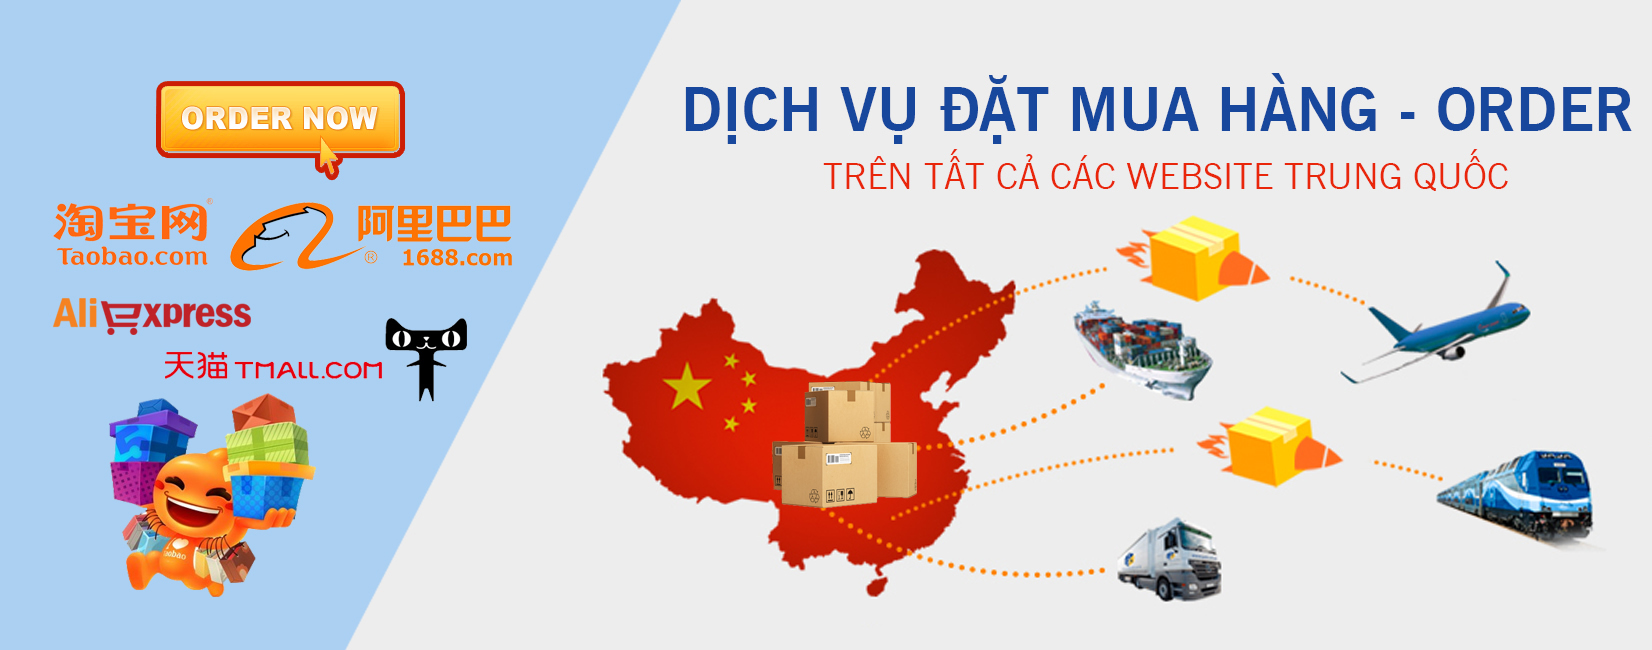 ORDER NOW
淘宝网®
Taobao.com
阿里巴巴
® 1688.com
AliExpress
天猫 TMALL.COM
taobao
DỊCH VỤ ĐẶT MUA HÀNG - ORDER
TRÊN TẤT CẢ CÁC WEBSITE TRUNG QUỐC